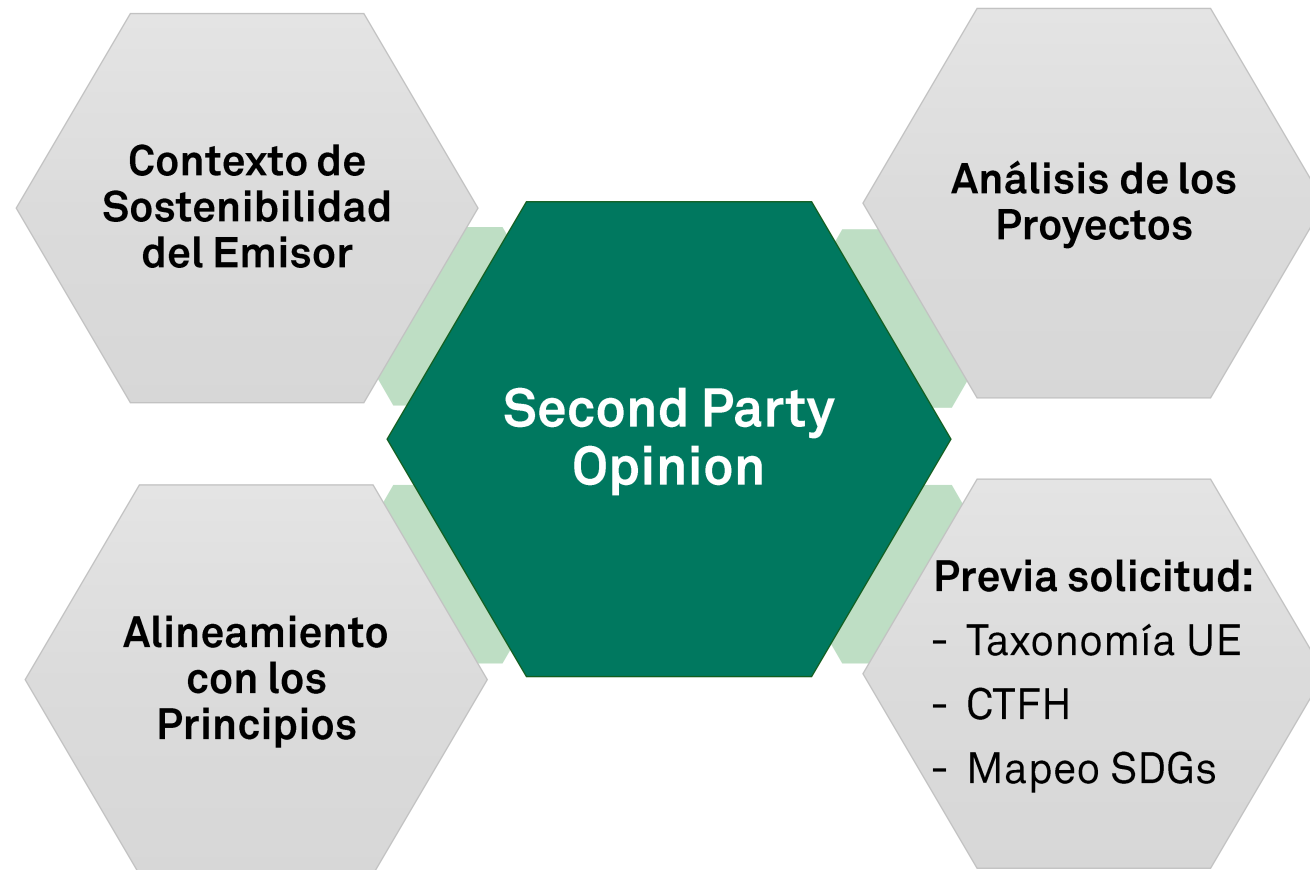 Contexto de
Sostenibilidad
del Emisor
Análisis de los
Proyectos
Second Party
Opinion
Alineamiento
con los
Principios
Previa solicitud:
- Taxonomía UE
- CTFH
- Mapeo SDGs